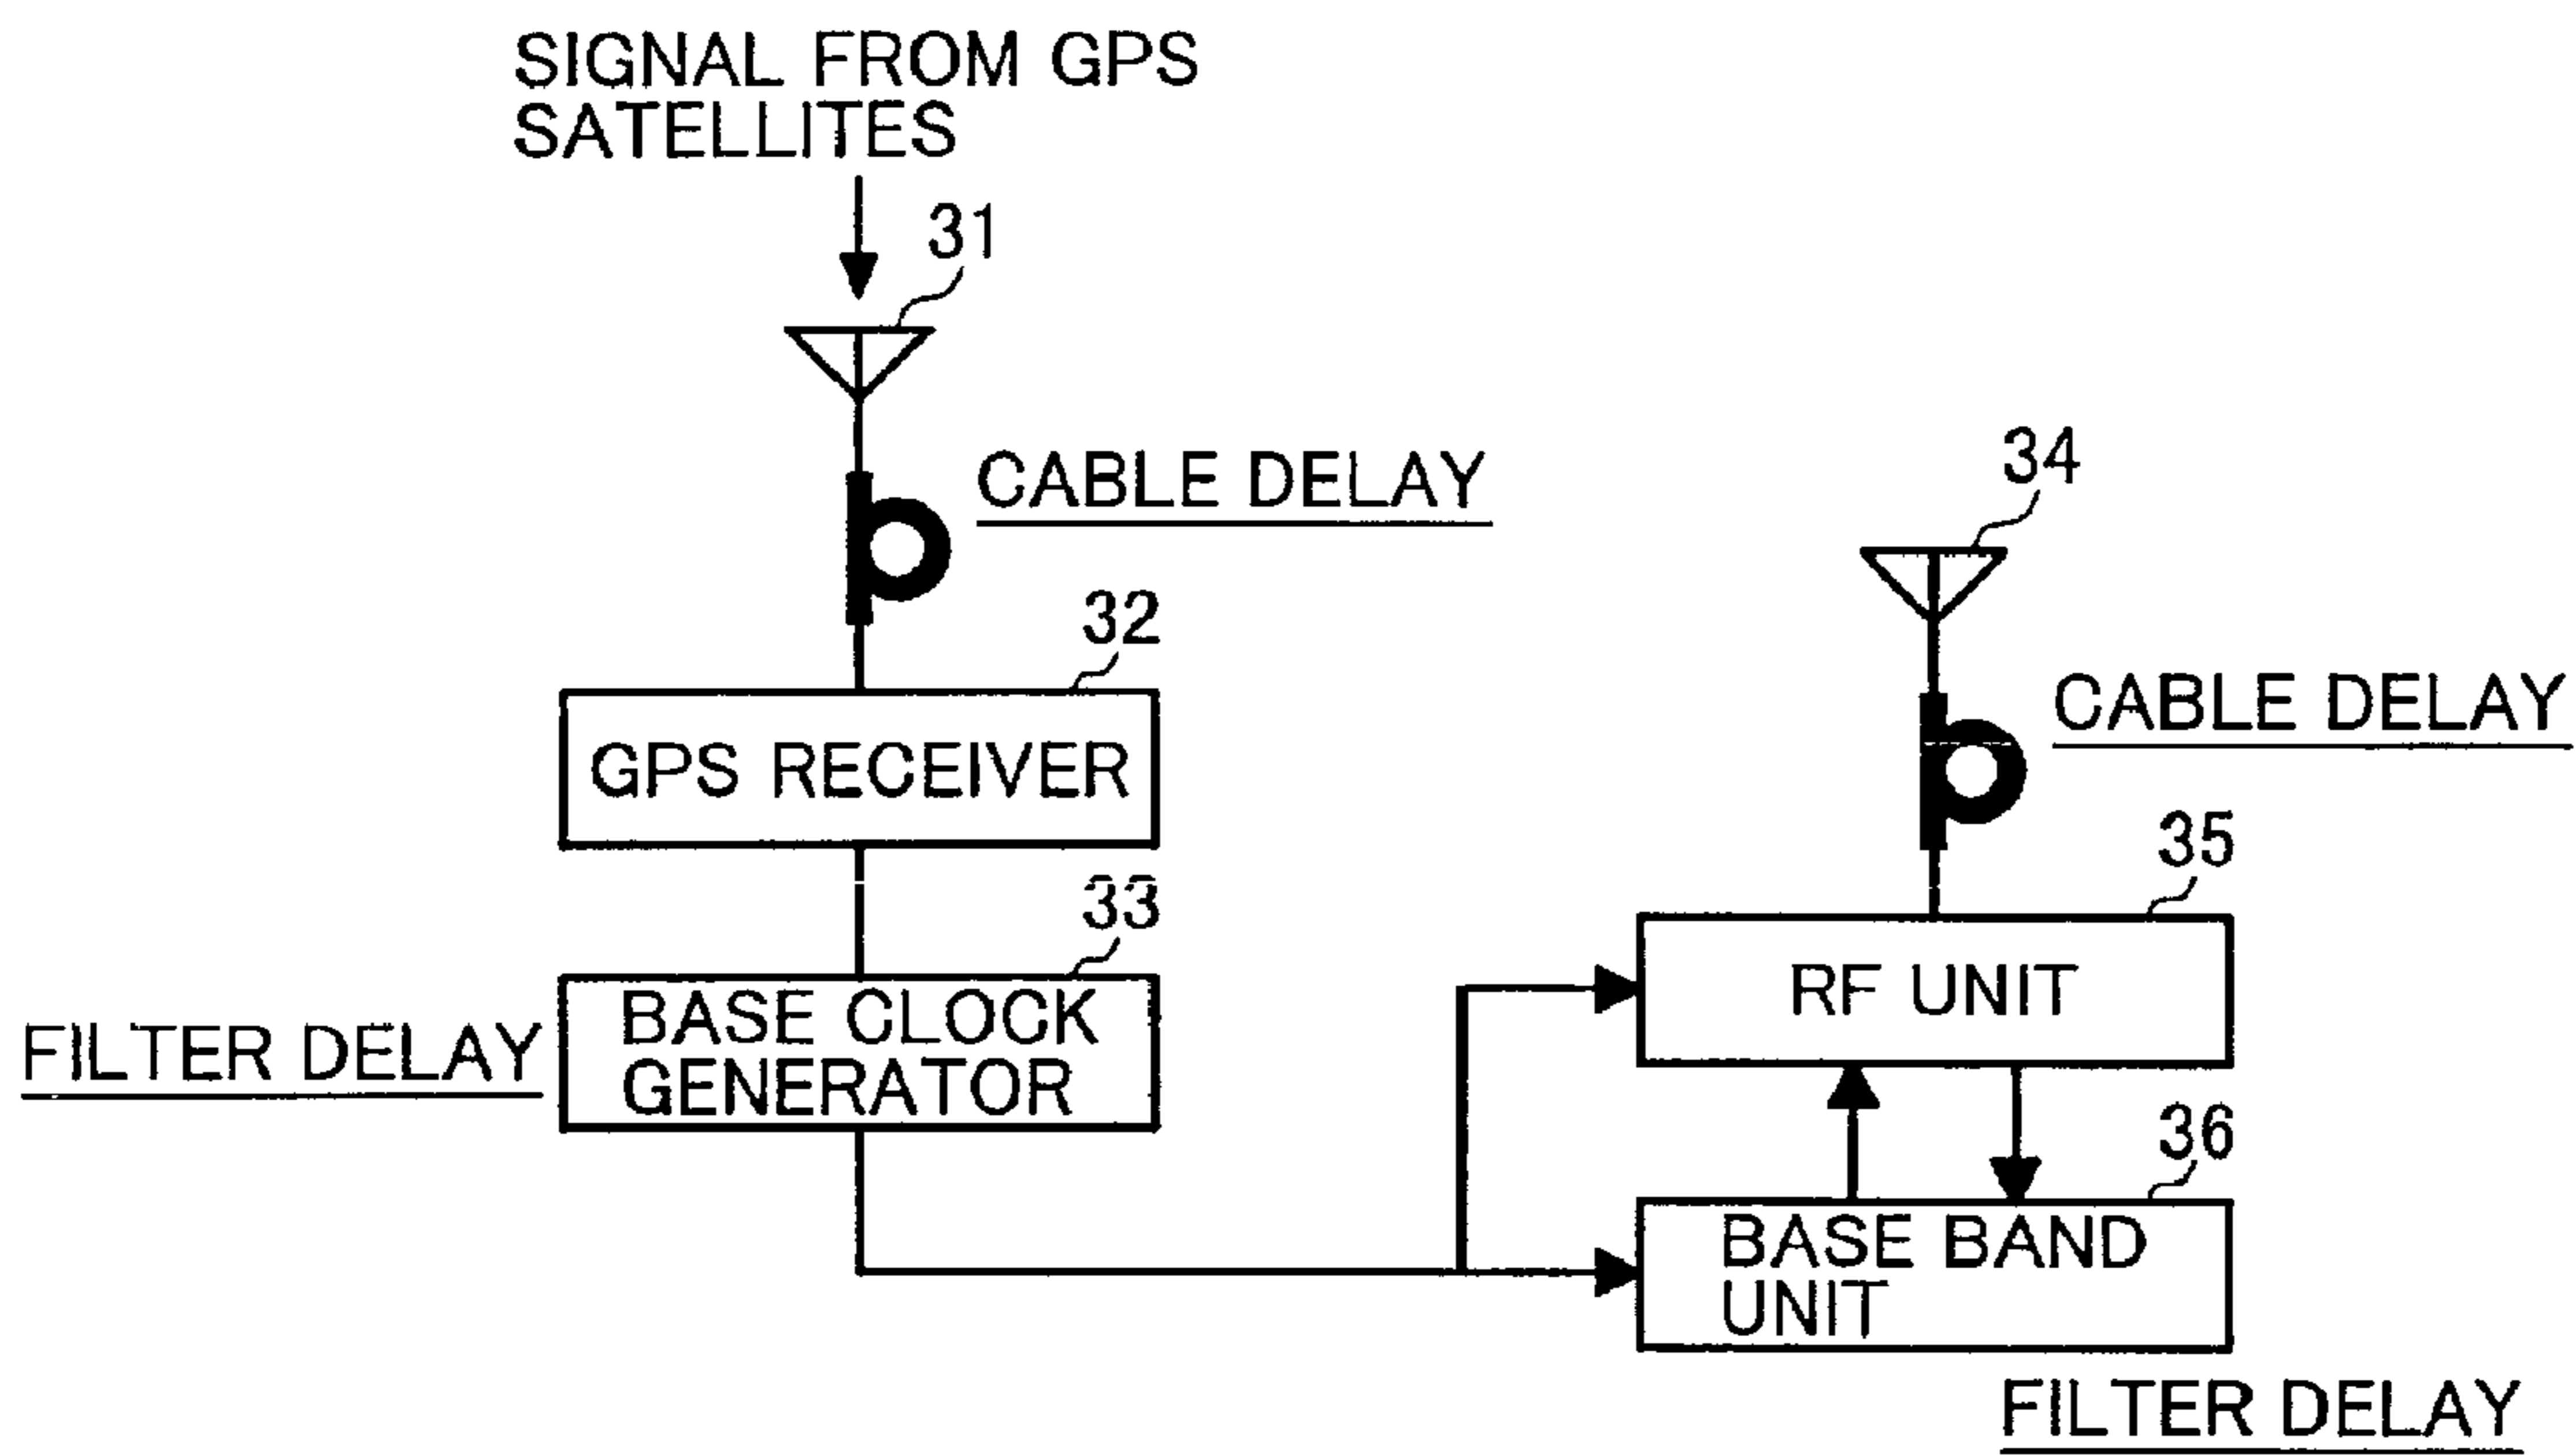 SIGNAL FROM GPS
SATELLITES
31
CABLE DELAY
34
32
CABLE DELAY
GPS RECEIVER
35
33
RF UNIT
BASE CLOCK
GENERATOR
FILTER DELAY
36
BASE BAND
UNIT
FILTER DELAY